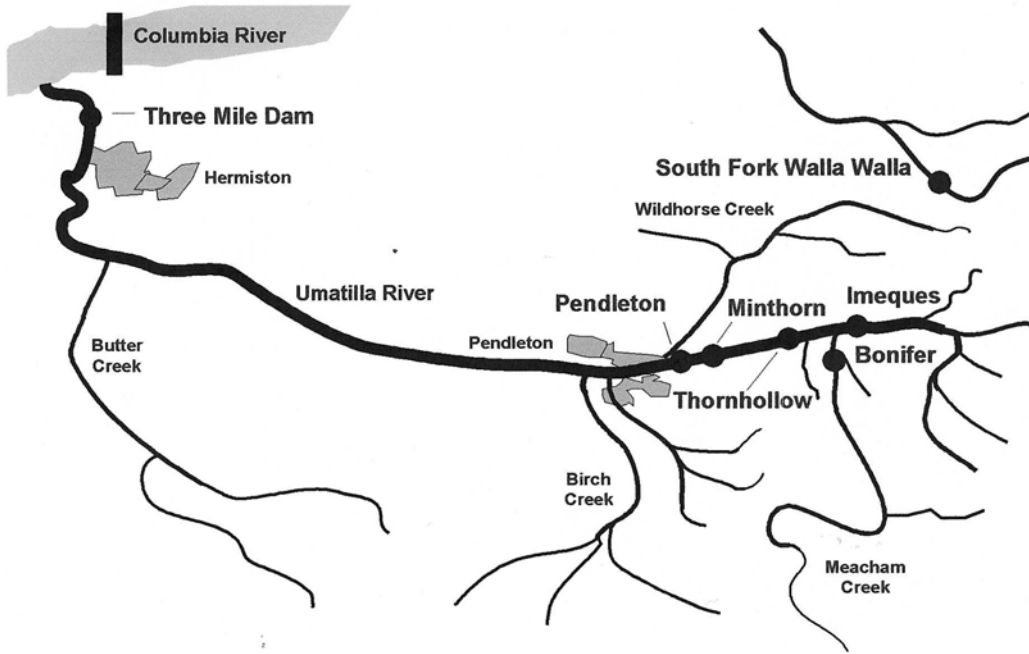 Columbia River
Three Mile Dam
Hermiston
South Fork Walla Walla
Wildhorse Creek
Umatilla River
Pendleton
Minthorn
Imeques
Butter
Creek
Pendleton
Bonifer
Thornhollow
Birch
Creek
Meacham
Creek